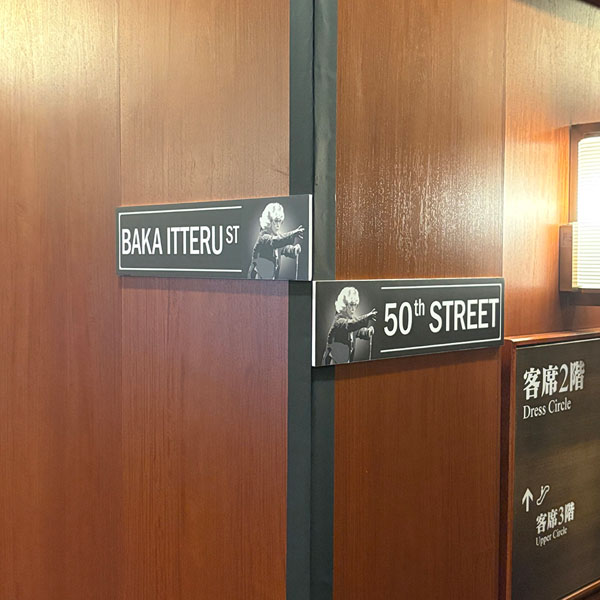 BAKA ITTERU ST
50th STREET
客席2階
Dress Circle
↑
客席3階
Upper Circle